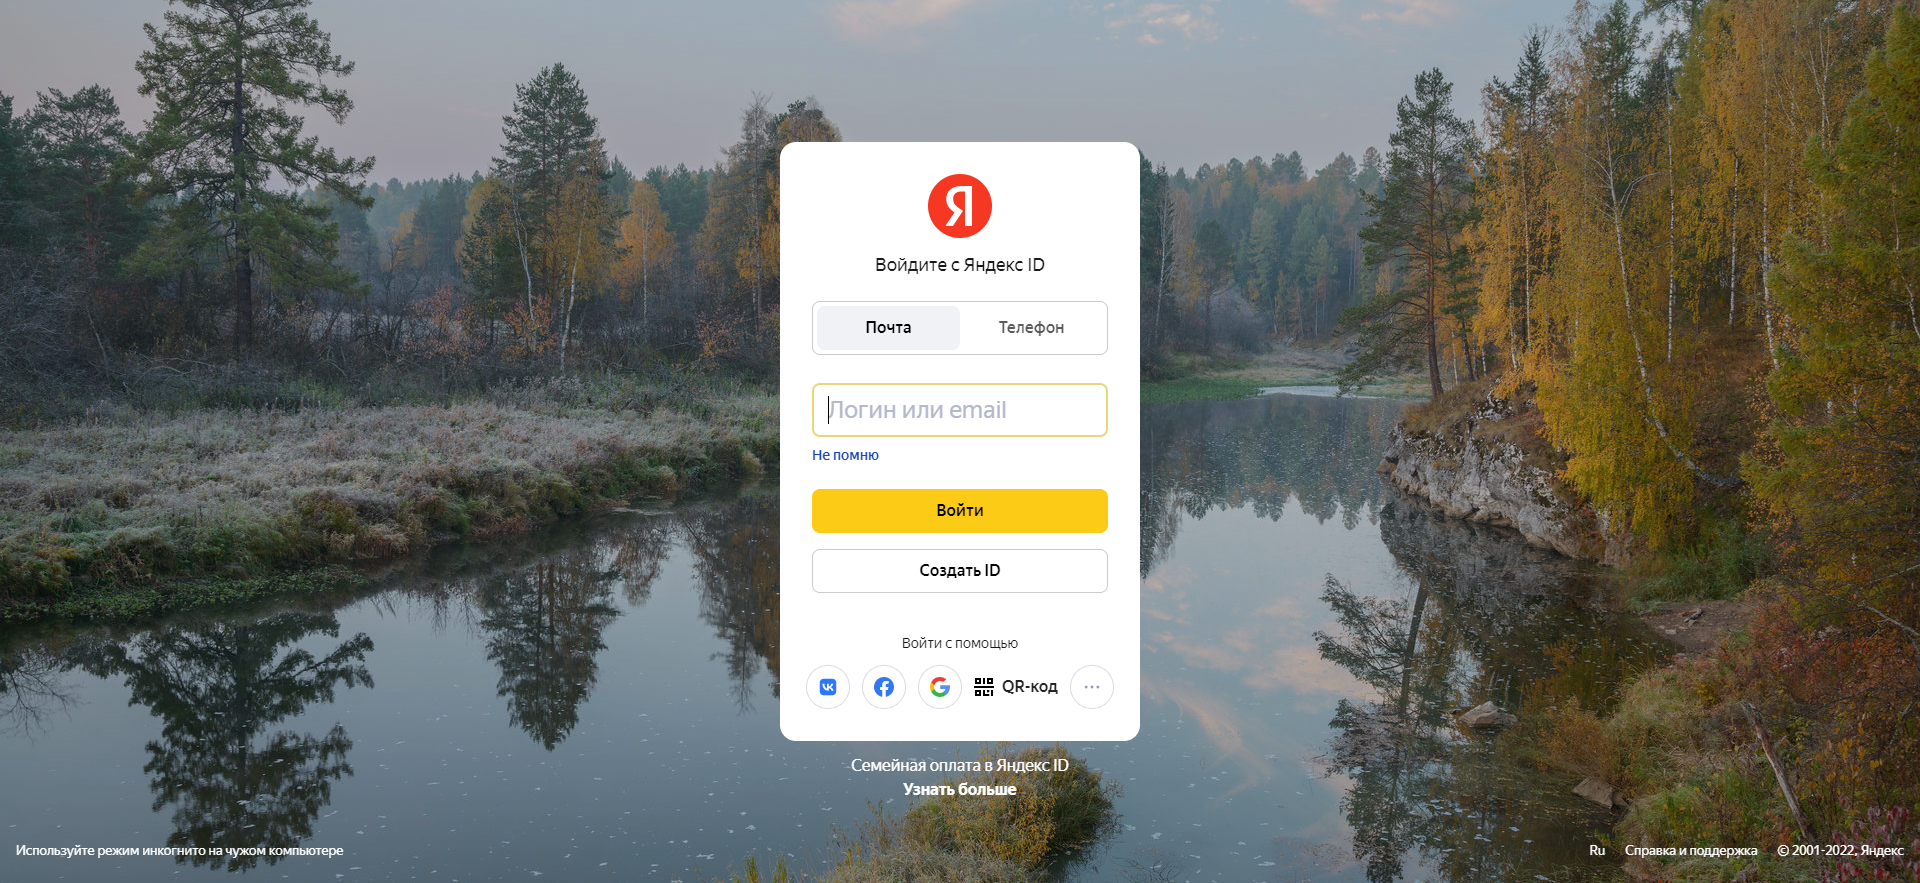 Я
Войдите с Яндекс ID
Почта
Телефон
Логин или email
Не помню
Войти
Создать ID
Войти с помощью
QR-код
Семейная оплата в Яндекс ID
Узнать больше
Используйте режим инкогнито на чужом компьютере
Ru
Справка и поддержка
© 2001-2022, Яндекс